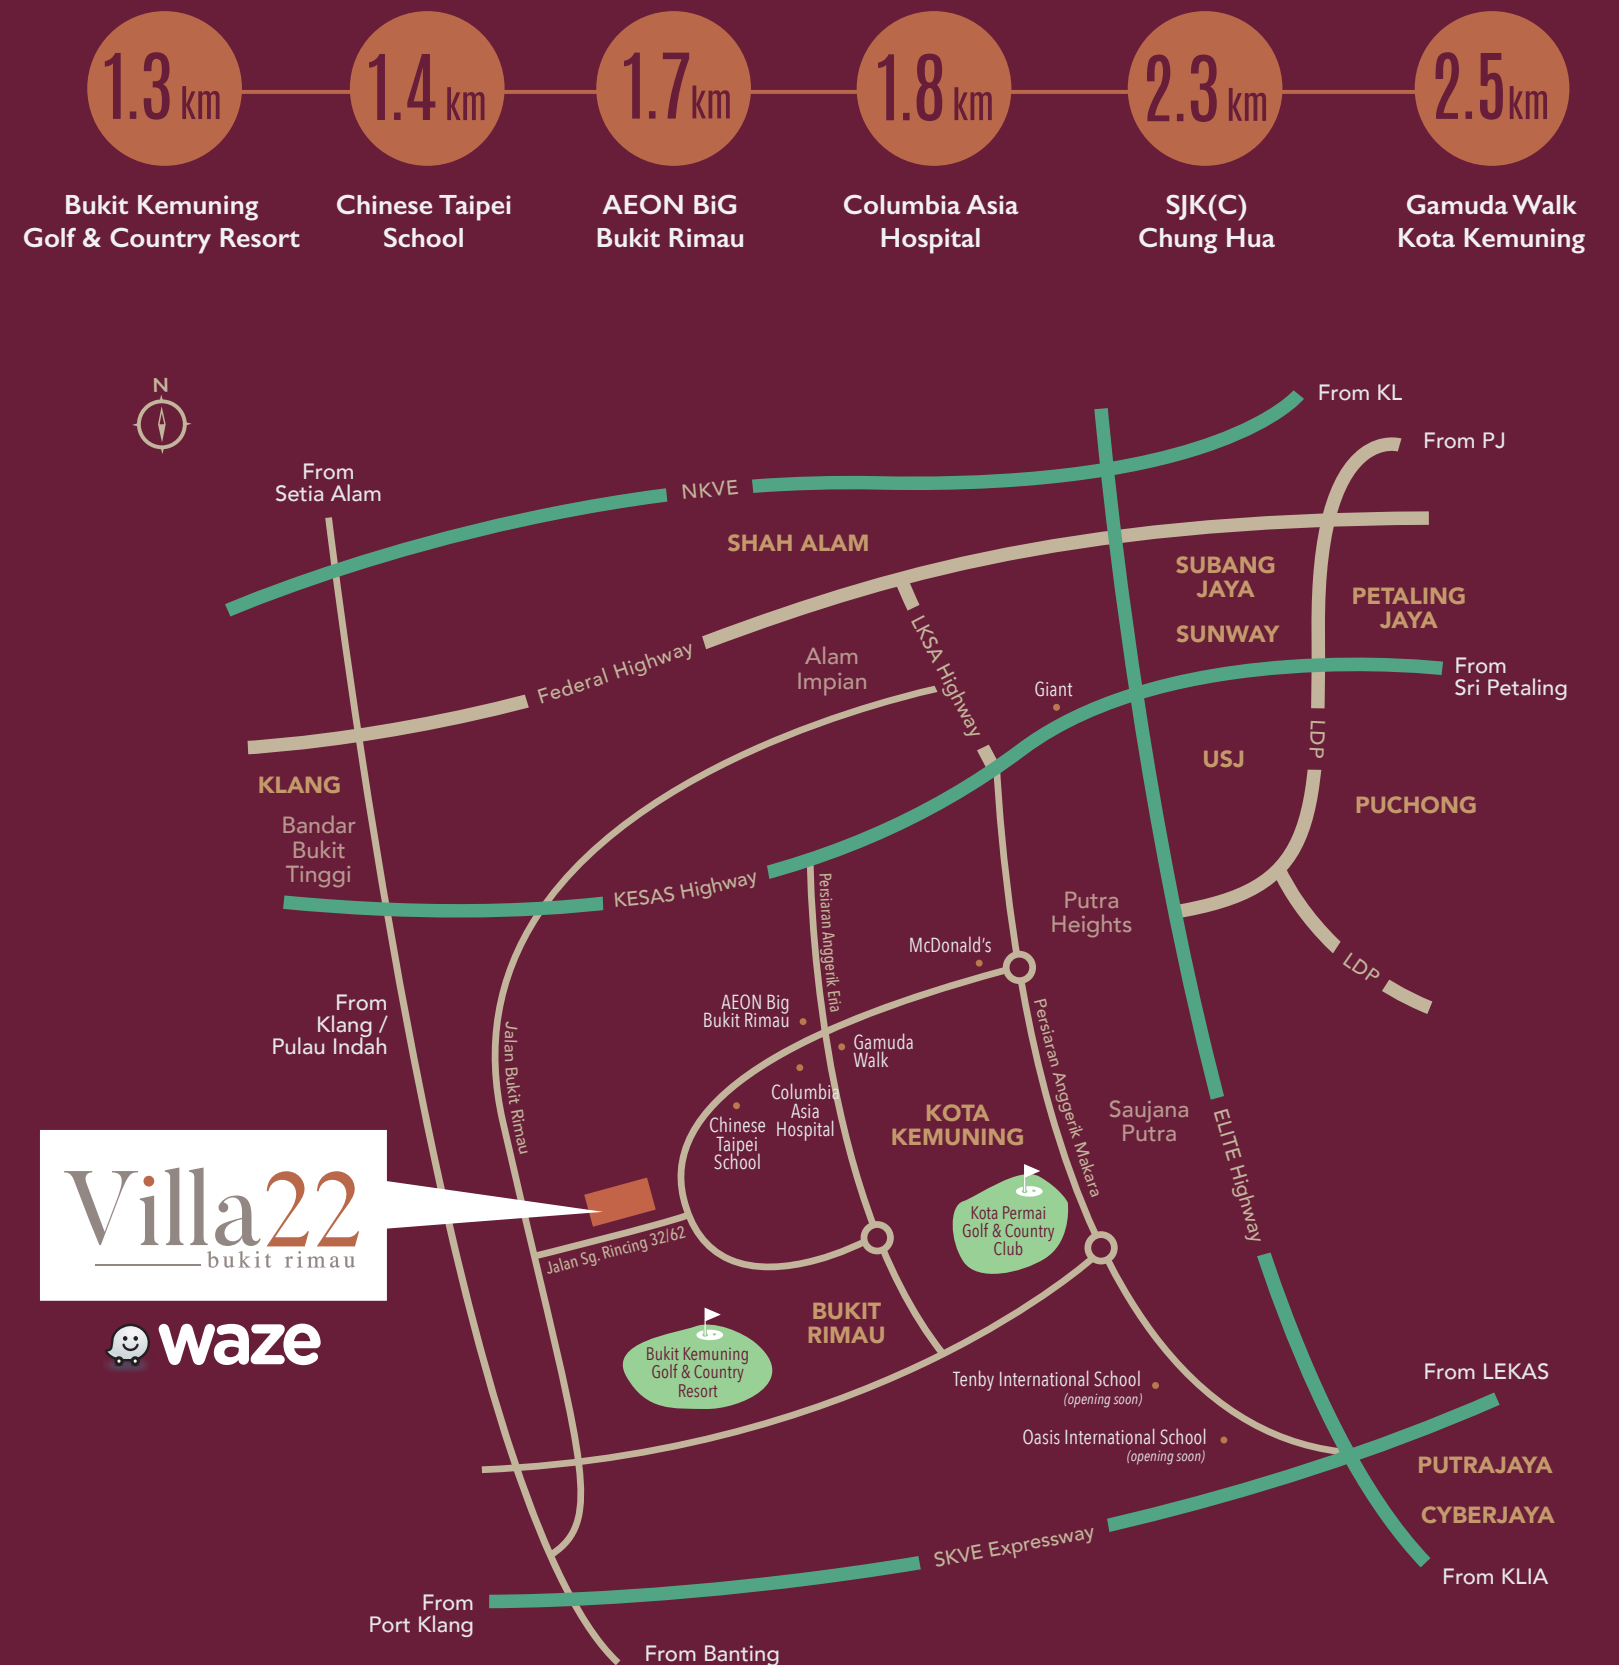 1.3 km
1.4 km
1.7 km
1.8 km
2.3 km
2.5 km
Bukit Kemuning
Golf & Country Resort
Chinese Taipei
School
AEON BiG
Bukit Rimau
Columbia Asia
Hospital
SJK(C)
Chung Hua
Gamuda Walk
Kota Kemuning
N
From KL
From PJ
From
Setia Alam
NKVE
SHAH ALAM
SUBANG
JAYA
PETALING
JAYA
SUNWAY
LKSA Highway
Federal Highway
Alam
Impian
From
Sri Petaling
Giant
LDP
USJ
KLANG
PUCHONG
Bandar
Bukit
Tinggi
KESAS Highway
Persiaran Anggerik Eria
Putra
Heights
McDonald's
LDP
From
Klang /
Pulau Indah
AEON Big
Bukit Rimau
Jalan Bukit Rimau
Gamuda
Walk
Persiaran Anggerik Makara
Columbia
Asia
Hospital
Chinese
Taipei
School
KOTA
KEMUNING
Saujana
Putra
ELITE Highway
Villa22
bukit rimau
Kota Permai
Golf & Country
Club
Jalan Sg. Rincing 32/62
waze
BUKIT
RIMAU
Bukit Kemuning
Golf & Country
Resort
Tenby International School
(opening soon)
From LEKAS
Oasis International School
(opening soon)
PUTRAJAYA
CYBERJAYA
SKVE Expressway
From KLIA
From
Port Klang
From Banting